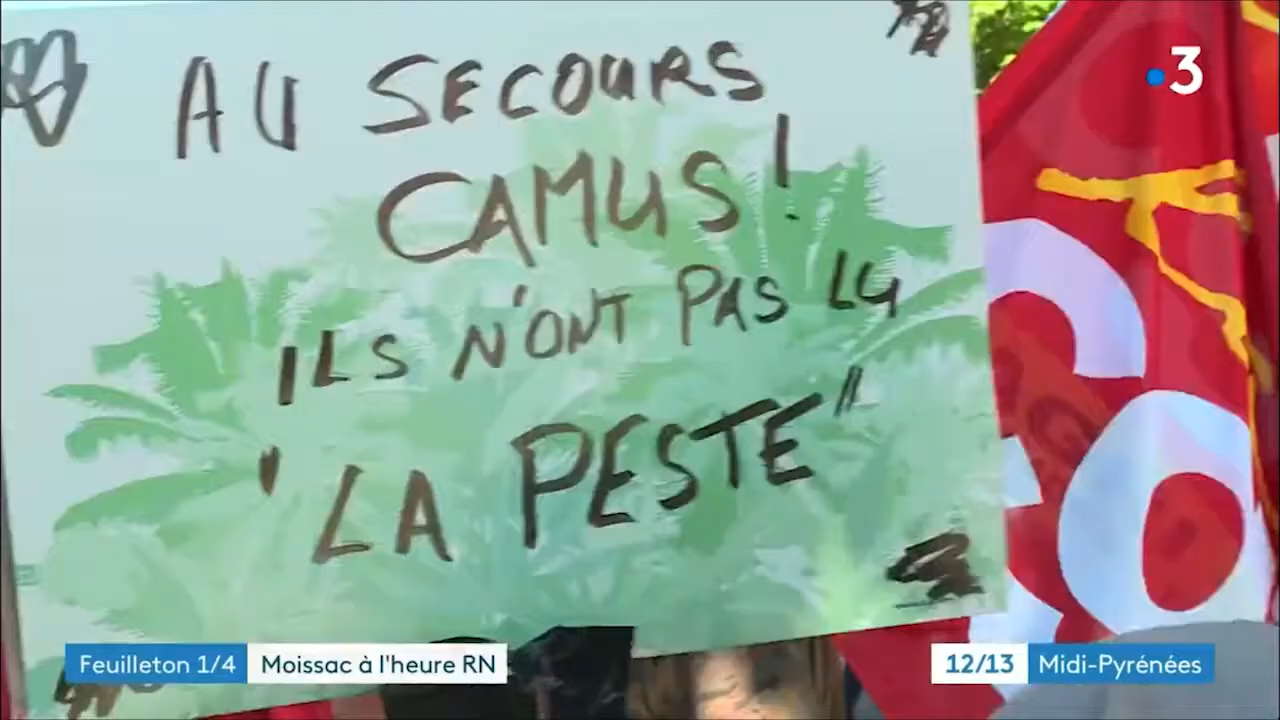 AU SECOURS
CAMUS!
ILS N'ONT PAS LU
"LA PESTE"
3
Feuilleton 1/4 Moissac à l'heure RN
12/13 Midi-Pyrénées